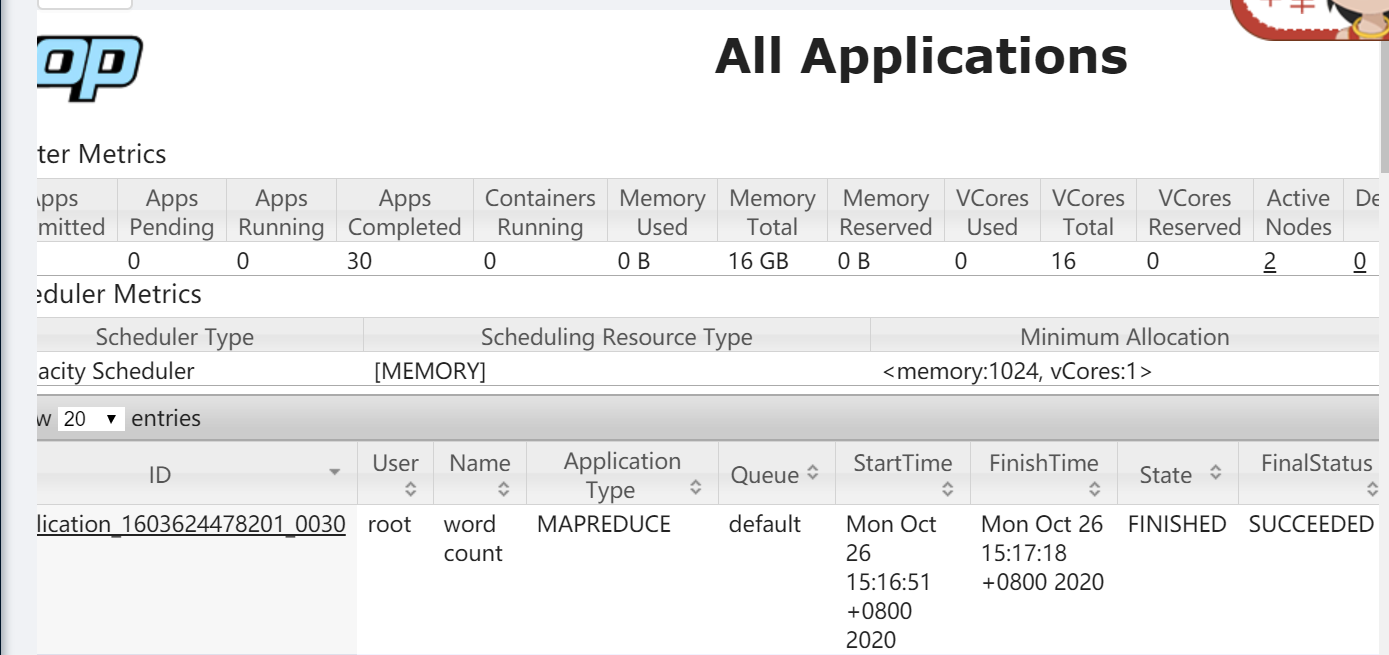 op
All Applications
ter Metrics
Apps Apps Apps Apps Containers Memory Memory Memory VCores VCores VCores Active De
mitted Pending Running Completed Running Used Total Reserved Used Total Reserved Nodes
0 0 30 0 0 B 16 GB 0 B 0 16 0 2 0
eduler Metrics
Scheduler Type Scheduling Resource Type Minimum Allocation
acity Scheduler [MEMORY] <memory:1024, vCores:1>
w 20 entries
ID User Name Application Type Queue StartTime FinishTime State FinalStatus
lication_1603624478201_0030 root word MAPREDUCE default Mon Oct Mon Oct 26 FINISHED SUCCEEDED
count 26 15:17:18
15:16:51 +0800 2020
+0800
2020